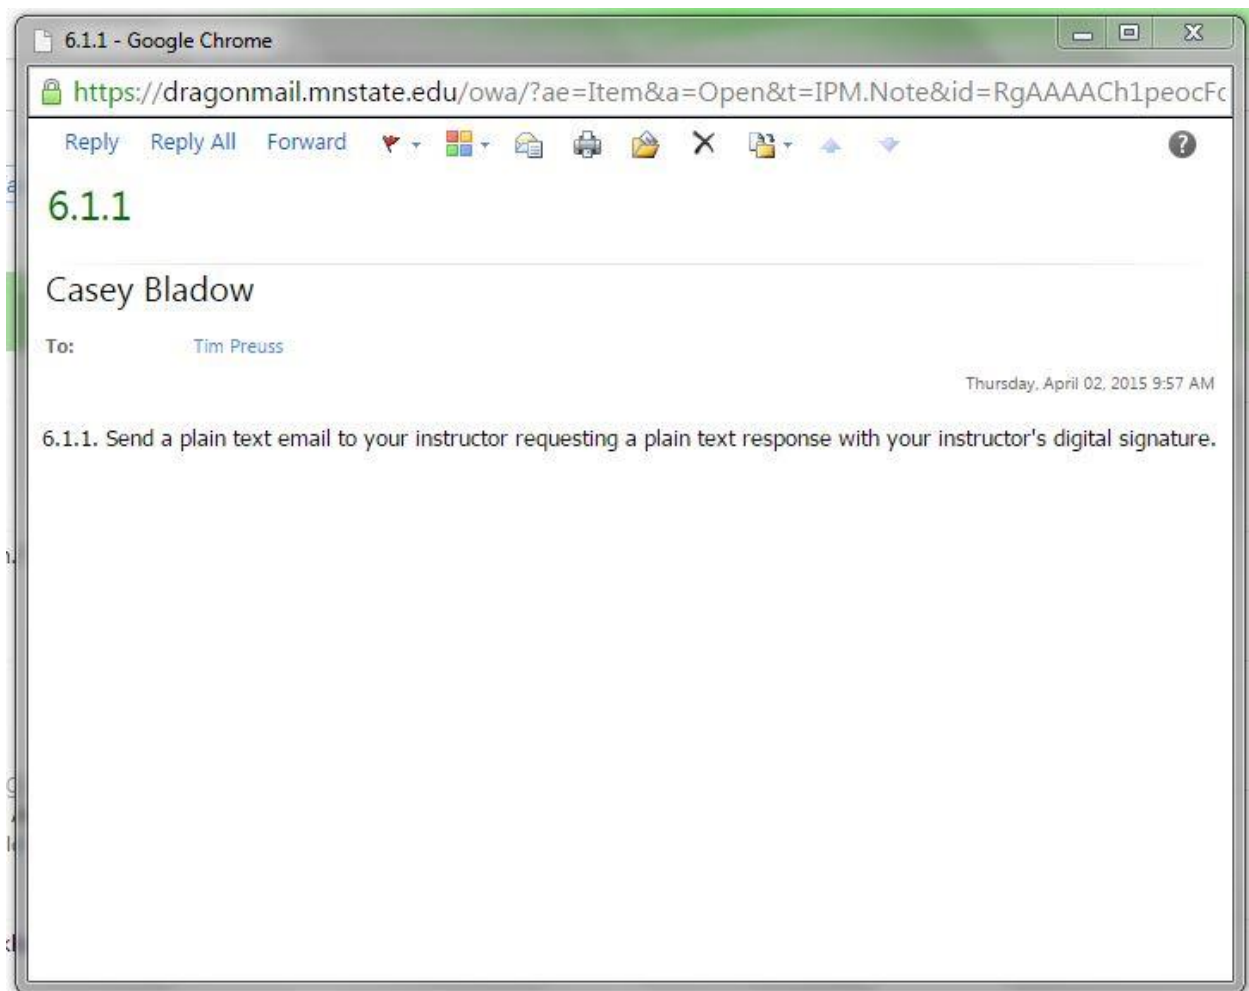 6.1.1 - Google Chrome
https://dragonmail.mnstate.edu/owa/?ae=Item&a=Open&t=IPM.Note&id=RgAAAACh1peocFc
Reply Reply All Forward
6.1.1
Casey Bladow
To: Tim Preuss
Thursday, April 02, 2015 9:57 AM
6.1.1. Send a plain text email to your instructor requesting a plain text response with your instructor's digital signature.